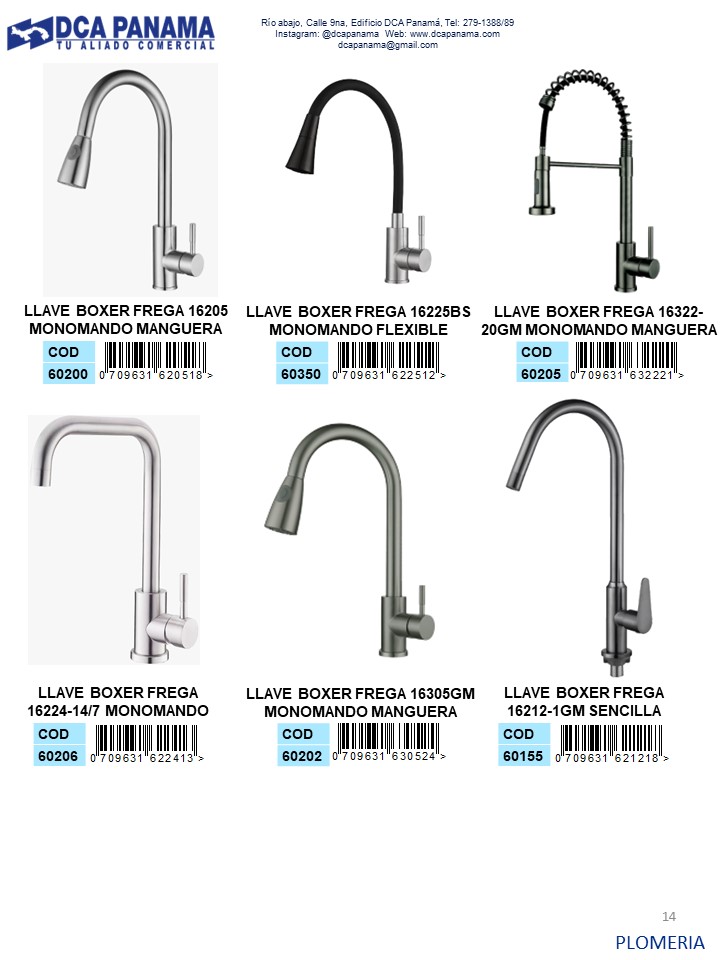 DCA PANAMA
TU ALIADO COMERCIAL
Río abajo, Calle 9na, Edificio DCA Panamá, Tel: 279-1388/89
Instagram: @dcapanama Web: www.dcapanama.com
dcapanama@gmail.com
LLAVE BOXER FREGA 16205
MONOMANDO MANGUERA
COD
60200
0 709631 620518 >
LLAVE BOXER FREGA 16225BS
MONOMANDO FLEXIBLE
COD
60350
0 709631 622512 >
LLAVE BOXER FREGA 16322-
20GM MONOMANDO MANGUERA
COD
60205
0 709631 632221 >
LLAVE BOXER FREGA
16224-14/7 MONOMANDO
COD
60206
0 709631 622413 >
LLAVE BOXER FREGA 16305GM
MONOMANDO MANGUERA
COD
60202
0 709631 630524 >
LLAVE BOXER FREGA
16212-1GM SENCILLA
COD
60155
0 709631 621218 >
14
PLOMERIA